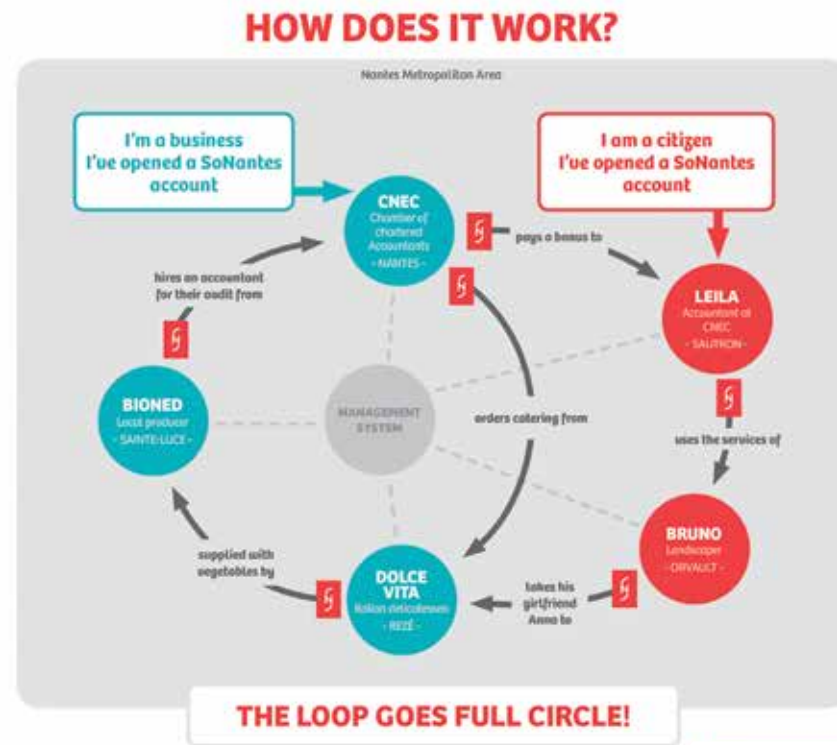 HOW DOES IT WORK?
Nantes Metropolitan Area
I'm a business
I've opened a SoNantes
account
I am a citizen
I've opened a SoNantes
account
CNEC
Chamber of
chartered
Accountants
- NANTES -
pays a bonus to
LEILA
Accountant at
CNEC
- SAUTRON -
hires an accountant
for their audit from
BIONED
Local producer
- SAINTE-LUCE -
MANAGEMENT
SYSTEM
orders catering from
uses the services of
BRUNO
Landscaper
- ORVAULT -
supplied with
vegetables by
DOLCE
VITA
Italian delicatessen
- REZÉ -
takes his
girlfriend
Anna to
THE LOOP GOES FULL CIRCLE!